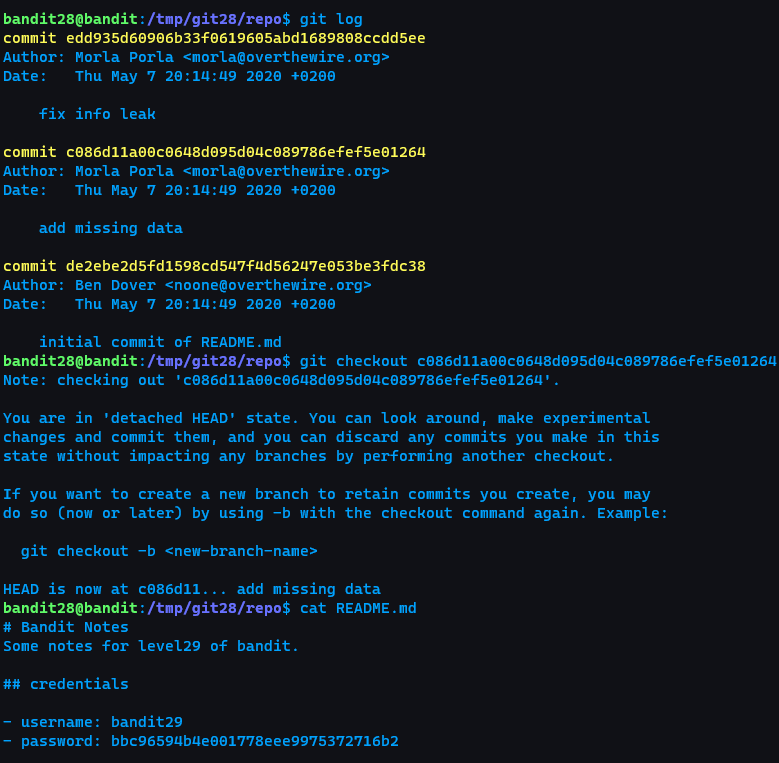 bandit28@bandit:/tmp/git28/repo$ git log
commit edd935d60906b33f0619605abd1689808ccdd5ee
Author: Morla Porla <morla@overthewire.org>
Date:   Thu May 7 20:14:49 2020 +0200

    fix info leak

commit c086d11a00c0648d095d04c089786efef5e01264
Author: Morla Porla <morla@overthewire.org>
Date:   Thu May 7 20:14:49 2020 +0200

    add missing data

commit de2ebe2d5fd1598cd547f4d56247e053be3fdc38
Author: Ben Dover <noone@overthewire.org>
Date:   Thu May 7 20:14:49 2020 +0200

    initial commit of README.md
bandit28@bandit:/tmp/git28/repo$ git checkout c086d11a00c0648d095d04c089786efef5e01264
Note: checking out 'c086d11a00c0648d095d04c089786efef5e01264'.

You are in 'detached HEAD' state. You can look around, make experimental
changes and commit them, and you can discard any commits you make in this
state without impacting any branches by performing another checkout.

If you want to create a new branch to retain commits you create, you may
do so (now or later) by using -b with the checkout command again. Example:

  git checkout -b <new-branch-name>

HEAD is now at c086d11... add missing data
bandit28@bandit:/tmp/git28/repo$ cat README.md
# Bandit Notes
Some notes for level29 of bandit.

## credentials

- username: bandit29
- password: bbc96594b4e001778eee9975372716b2